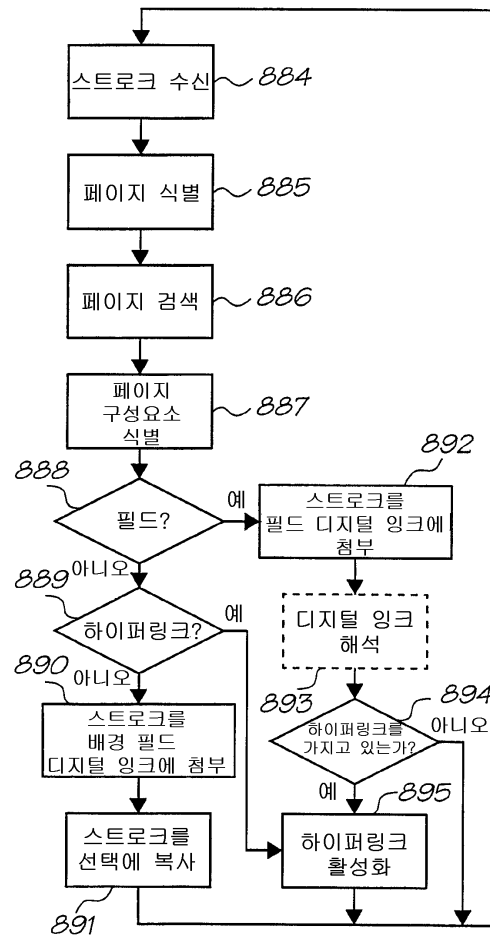 스트로크 수신
884
페이지 식별
885
페이지 검색
886
페이지
구성요소
식별
887
888
필드?
예
아니오
892
스트로크를
필드 디지털 잉크에
첨부
889
하이퍼링크?
예
아니오
디지털 잉크
해석
893
890
스트로크를
배경 필드
디지털 잉크에 첨부
894
하이퍼링크를
가지고 있는가?
아니오
예
895
스트로크를
선택에 복사
891
하이퍼링크
활성화